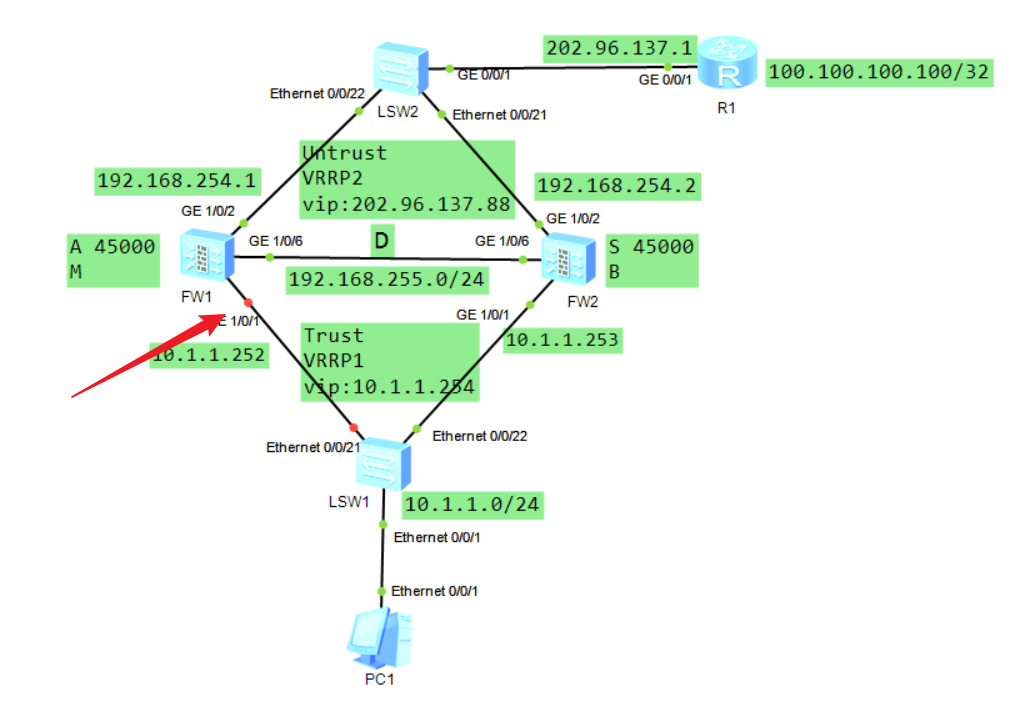 202.96.137.1
GE 0/0/1
GE 0/0/1
100.100.100.100/32
R1
Ethernet 0/0/22
LSW2
Ethernet 0/0/21
Untrust
VRRP2
vip:202.96.137.88
192.168.254.1
192.168.254.2
GE 1/0/2
GE 1/0/2
A 45000
M
GE 1/0/6
D
GE 1/0/6
S 45000
B
192.168.255.0/24
FW1
FW2
GE 1/0/1
E 1/0/1
Trust
VRRP1
vip:10.1.1.254
10.1.1.252
10.1.1.253
Ethernet 0/0/21
Ethernet 0/0/22
LSW1
10.1.1.0/24
Ethernet 0/0/1
Ethernet 0/0/1
PC1